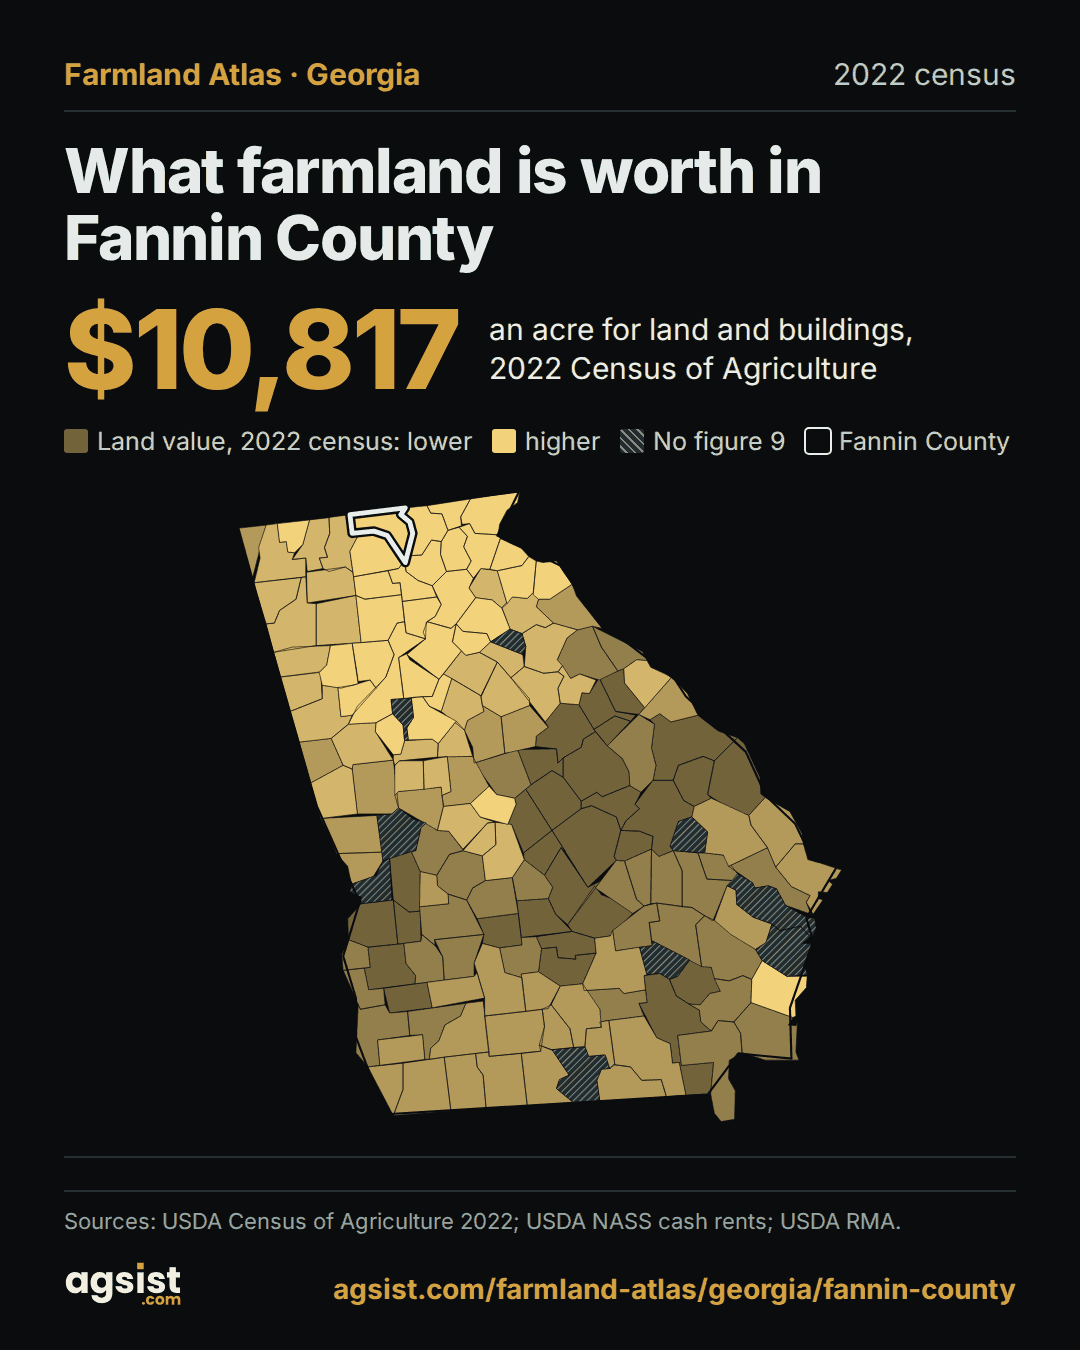 Farmland Atlas · Georgia
2022 census
What farmland is worth in
Fannin County
$10,817
an acre for land and buildings,
2022 Census of Agriculture
Land value, 2022 census: lower
higher
No figure 9
Fannin County
Sources: USDA Census of Agriculture 2022; USDA NASS cash rents; USDA RMA.
agsist
.com
agsist.com/farmland-atlas/georgia/fannin-county